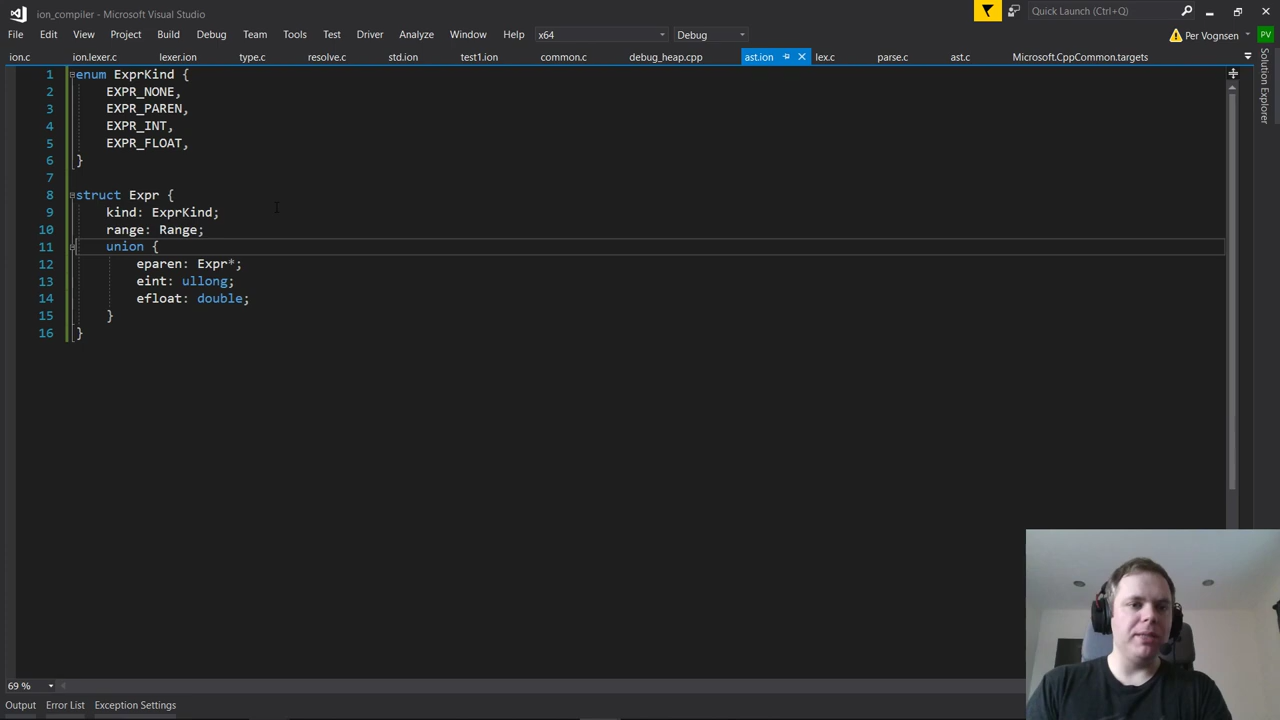 ion_compiler - Microsoft Visual Studio
Quick Launch (Ctrl+Q)
File Edit View Project Build Debug Team Tools Test Driver Analyze Window Help x64 Debug Per Vognsen PV
ion.c ion.lexer.c lexer.ion type.c resolve.c std.ion test1.ion common.c debug_heap.cpp ast.ion lex.c parse.c ast.c Microsoft.CppCommon.targets
Solution Explorer
1 enum ExprKind {
2 EXPR_NONE,
3 EXPR_PAREN,
4 EXPR_INT,
5 EXPR_FLOAT,
6 }
7
8 struct Expr {
9 kind: ExprKind;
10 range: Range;
11 union {
12 eparen: Expr*;
13 eint: ullong;
14 efloat: double;
15 }
16 }
69 %
Output Error List Exception Settings